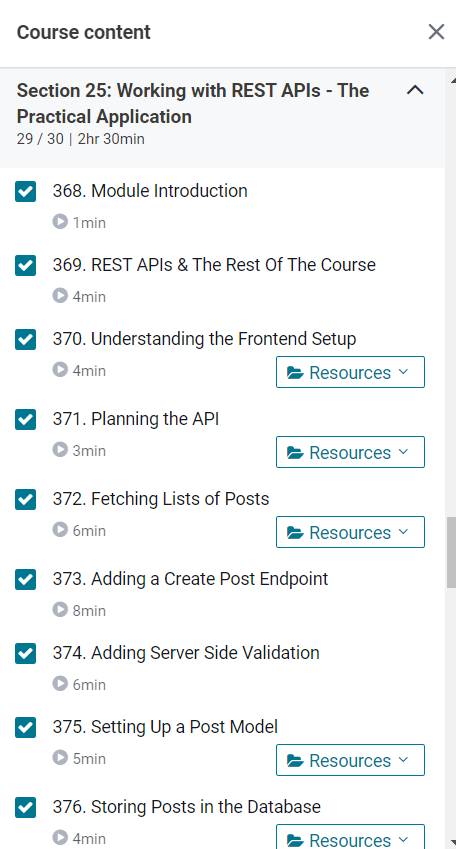 Course content
Section 25: Working with REST APIs - The
Practical Application
29 / 30 | 2hr 30min
368. Module Introduction
1min
369. REST APIs & The Rest Of The Course
4min
370. Understanding the Frontend Setup
4min
Resources
371. Planning the API
3min
Resources
372. Fetching Lists of Posts
6min
Resources
373. Adding a Create Post Endpoint
8min
374. Adding Server Side Validation
6min
375. Setting Up a Post Model
5min
Resources
376. Storing Posts in the Database
4min
Resources